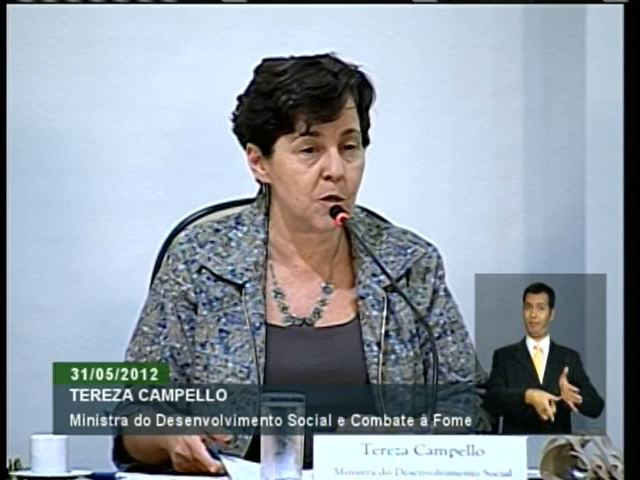 31/05/2012
TEREZA CAMPELLO
Ministra do Desenvolvimento Social e Combate à Fome
Tereza Campello
Ministra do Desenvolvimento Social